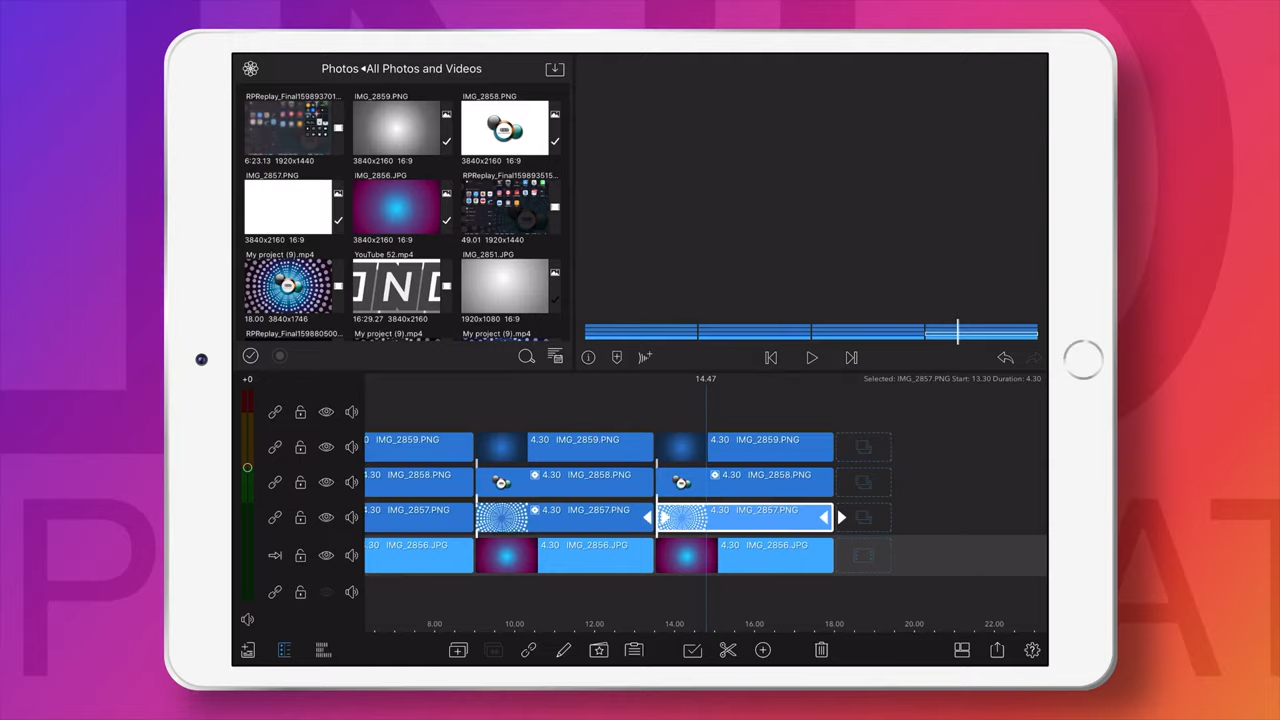 Photos ◂All Photos and Videos
RPReplay_Final159893701... IMG_2859.PNG IMG_2858.PNG
6:23.13 1920x1440 3840x2160 16:9 3840x2160 16:9
IMG_2857.PNG IMG_2856.JPG RPReplay_Final159893515...
3840x2160 16:9 3840x2160 16:9 49.01 1920x1440
My project (9).mp4 YouTube 52.mp4 IMG_2851.JPG
18.00 3840x1746 16:29.27 3840x2160 1920x1080 16:9
RPReplay_Final159880500... My project (9).mp4 My project (9).mp4
+0 14.47 Selected: IMG_2857.PNG Start: 13.30 Duration: 4.30
IMG_2859.PNG 4.30 IMG_2859.PNG 4.30 IMG_2859.PNG
4.30 IMG_2858.PNG 4.30 IMG_2858.PNG 4.30 IMG_2858.PNG
4.30 IMG_2857.PNG 4.30 IMG_2857.PNG 4.30 IMG_2857.PNG
4.30 IMG_2856.JPG 4.30 IMG_2856.JPG 4.30 IMG_2856.JPG
8.00 10.00 12.00 14.00 16.00 18.00 20.00 22.00